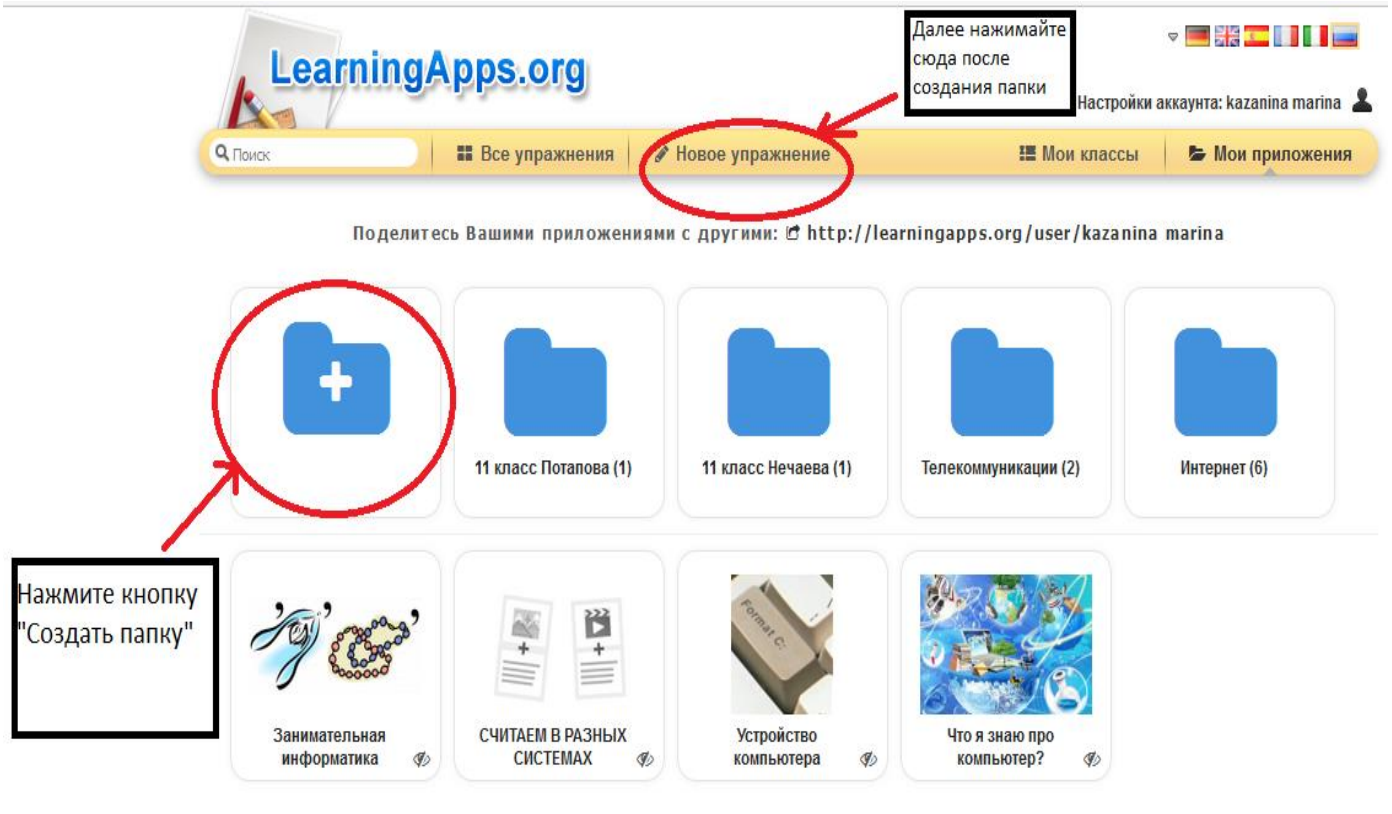 Далее нажимайте
сюда после
создания папки
LearningApps.org
Настройки аккаунта: kazanina marina
Поиск
Все упражнения
Новое упражнение
Мои классы
Мои приложения
Поделитесь Вашими приложениями с другими: http://learningapps.org/user/kazanina marina
11 класс Потапова (1)
11 класс Нечаева (1)
Телекоммуникации (2)
Интернет (6)
Нажмите кнопку
"Создать папку"
Format C:
Занимательная
информатика
СЧИТАЕМ В РАЗНЫХ
СИСТЕМАХ
Устройство
компьютера
Что я знаю про
компьютер?